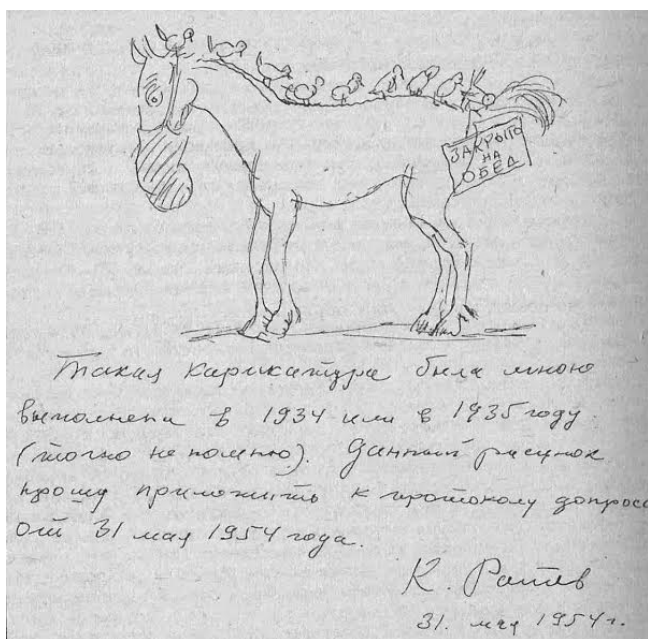 ЗАКРЫТО
НА
ОБЕД
Такая карикатура была мною
выполнена в 1934 или в 1935 году
(точно не помню). Данный рисунок
прошу приложить к протоколу допроса
от 31 мая 1954 года.
К. Ротов
31. мая 1954 г.